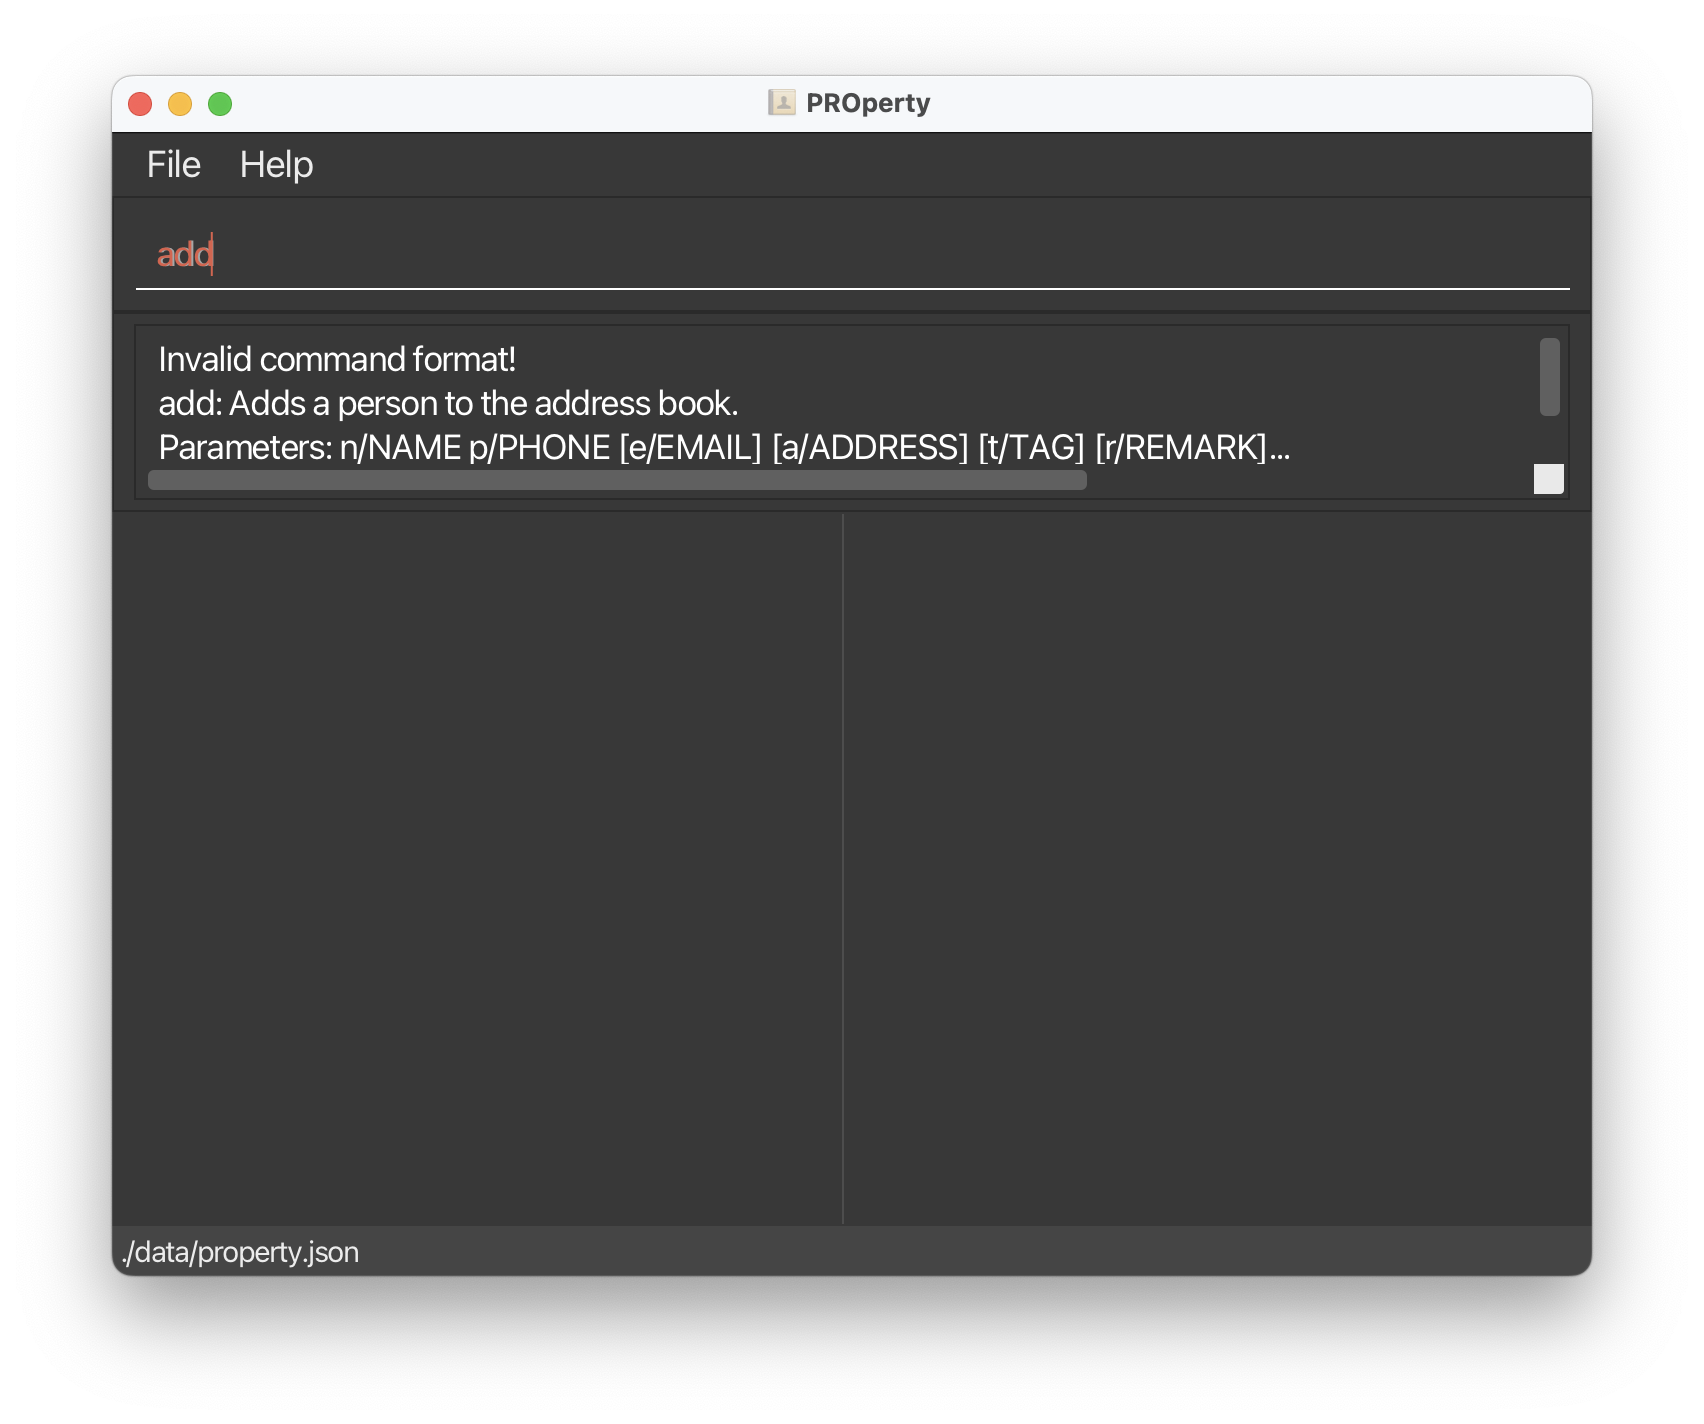 PROperty
File Help
add
Invalid command format!
add: Adds a person to the address book.
Parameters: n/NAME p/PHONE [e/EMAIL] [a/ADDRESS] [t/TAG] [r/REMARK]...
./data/property.json